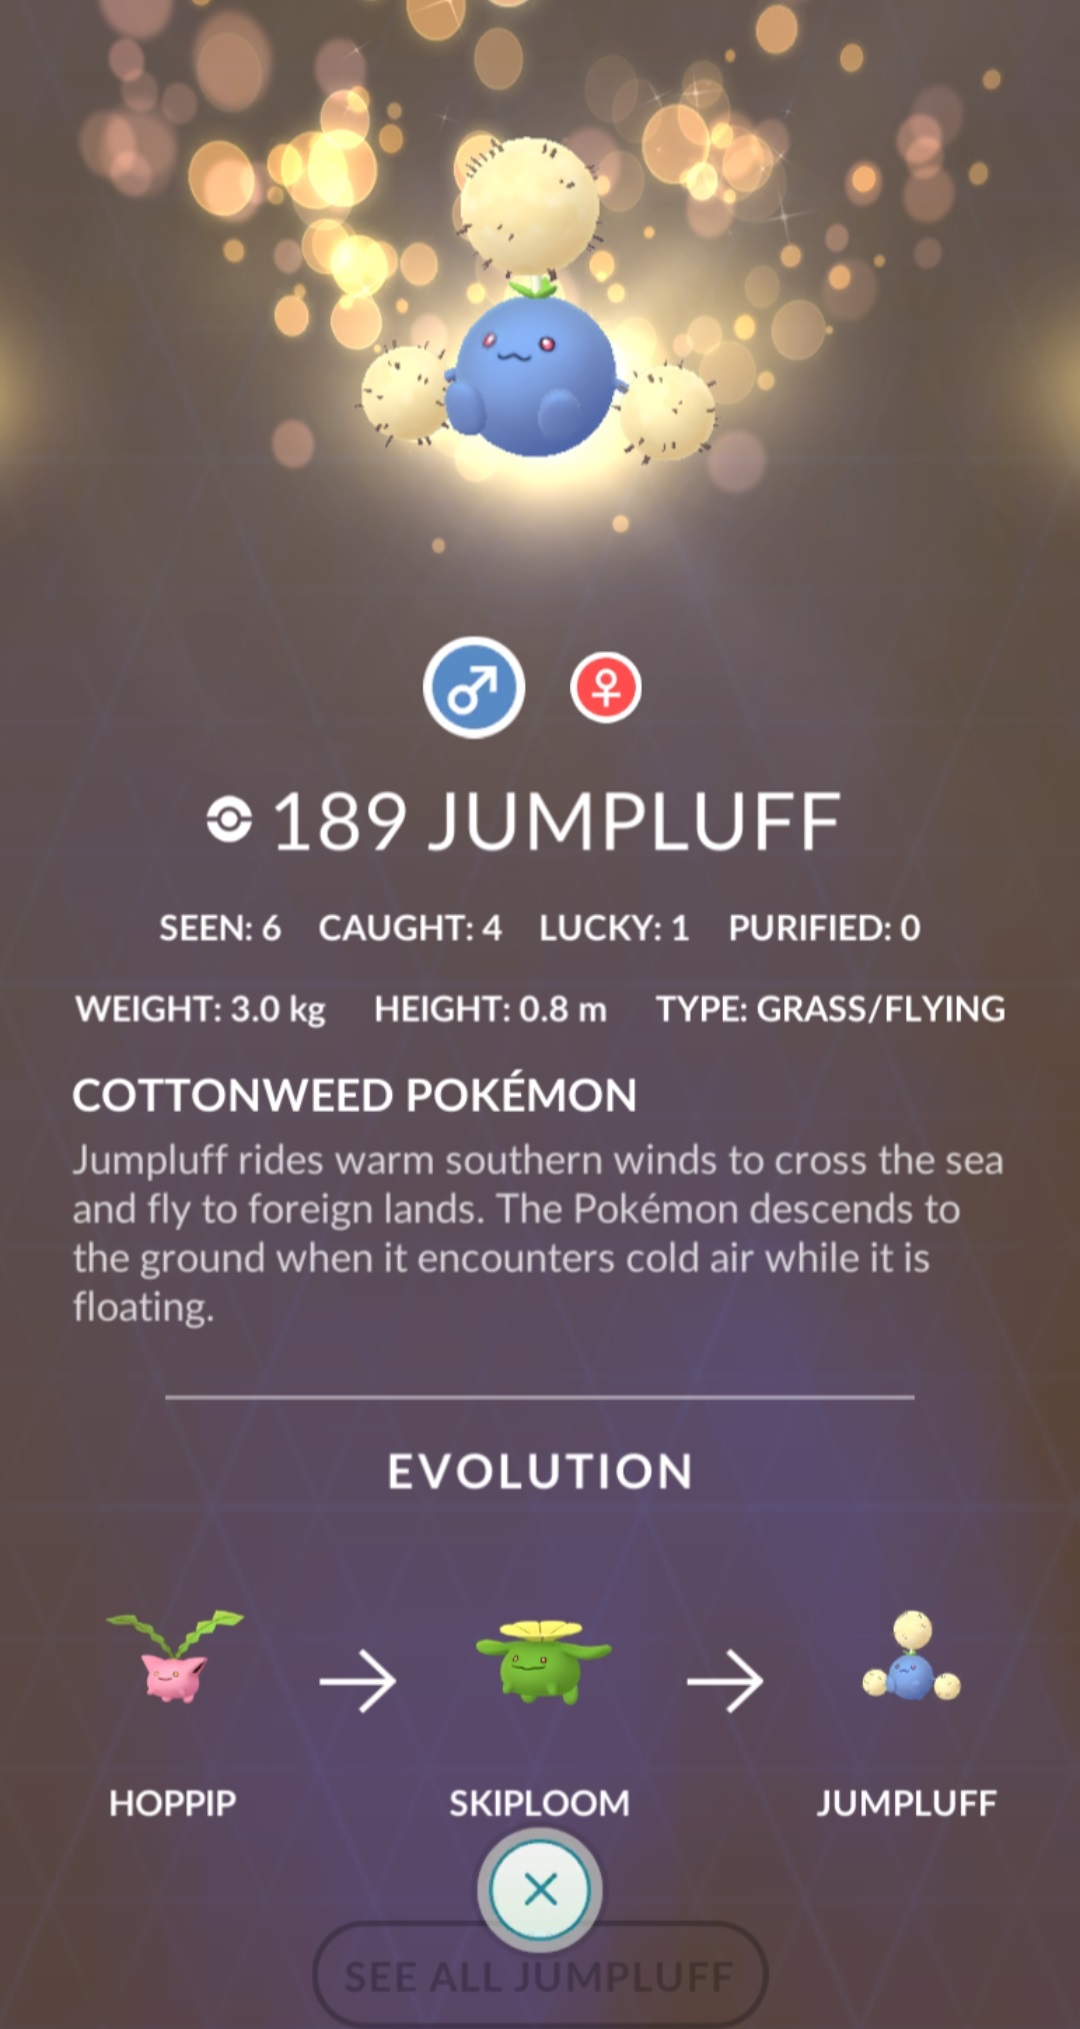 189 JUMPLUFF
SEEN: 6 CAUGHT: 4 LUCKY: 1 PURIFIED: 0
WEIGHT: 3.0 kg HEIGHT: 0.8 m TYPE: GRASS/FLYING
COTTONWEED POKÉMON
Jumpluff rides warm southern winds to cross the sea
and fly to foreign lands. The Pokémon descends to
the ground when it encounters cold air while it is
floating.
EVOLUTION
HOPPIP SKIPLOOM JUMPLUFF
SEE ALL JUMPLUFF